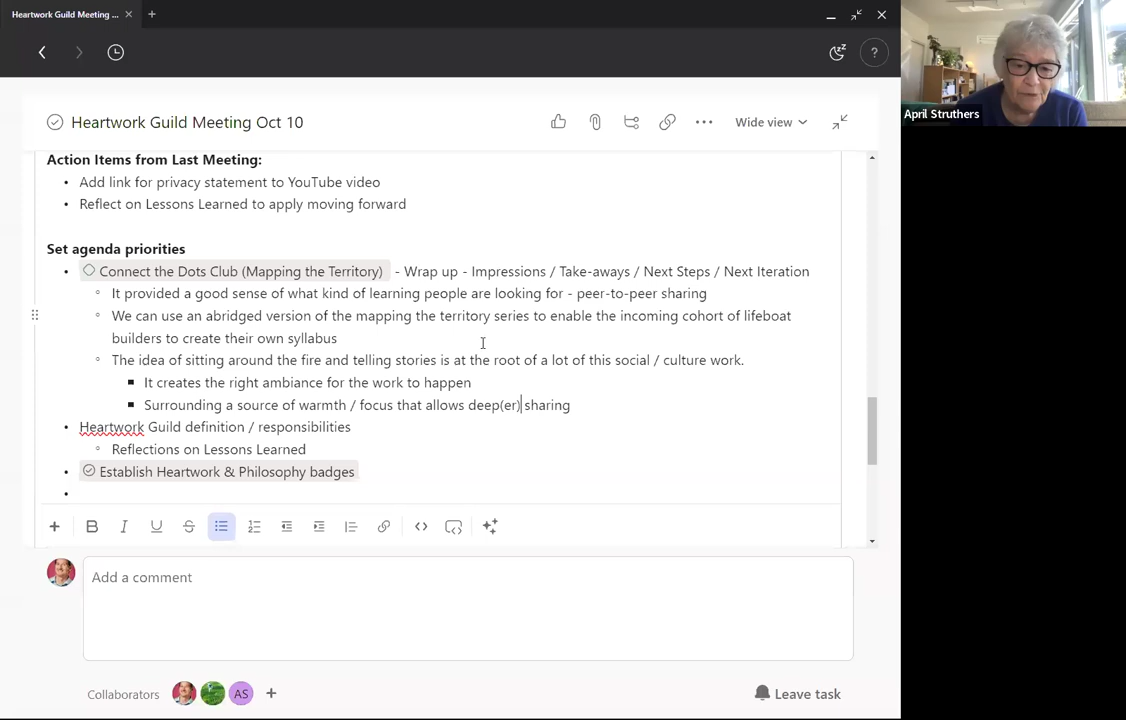 Heartwork Guild Meeting ...
Heartwork Guild Meeting Oct 10
Wide view
Action Items from Last Meeting:
Add link for privacy statement to YouTube video
Reflect on Lessons Learned to apply moving forward
Set agenda priorities
Connect the Dots Club (Mapping the Territory) - Wrap up - Impressions / Take-aways / Next Steps / Next Iteration
It provided a good sense of what kind of learning people are looking for - peer-to-peer sharing
We can use an abridged version of the mapping the territory series to enable the incoming cohort of lifeboat
builders to create their own syllabus
The idea of sitting around the fire and telling stories is at the root of a lot of this social / culture work.
It creates the right ambiance for the work to happen
Surrounding a source of warmth / focus that allows deep(er) sharing
Heartwork Guild definition / responsibilities
Reflections on Lessons Learned
Establish Heartwork & Philosophy badges
Add a comment
Collaborators
AS
Leave task
April Struthers